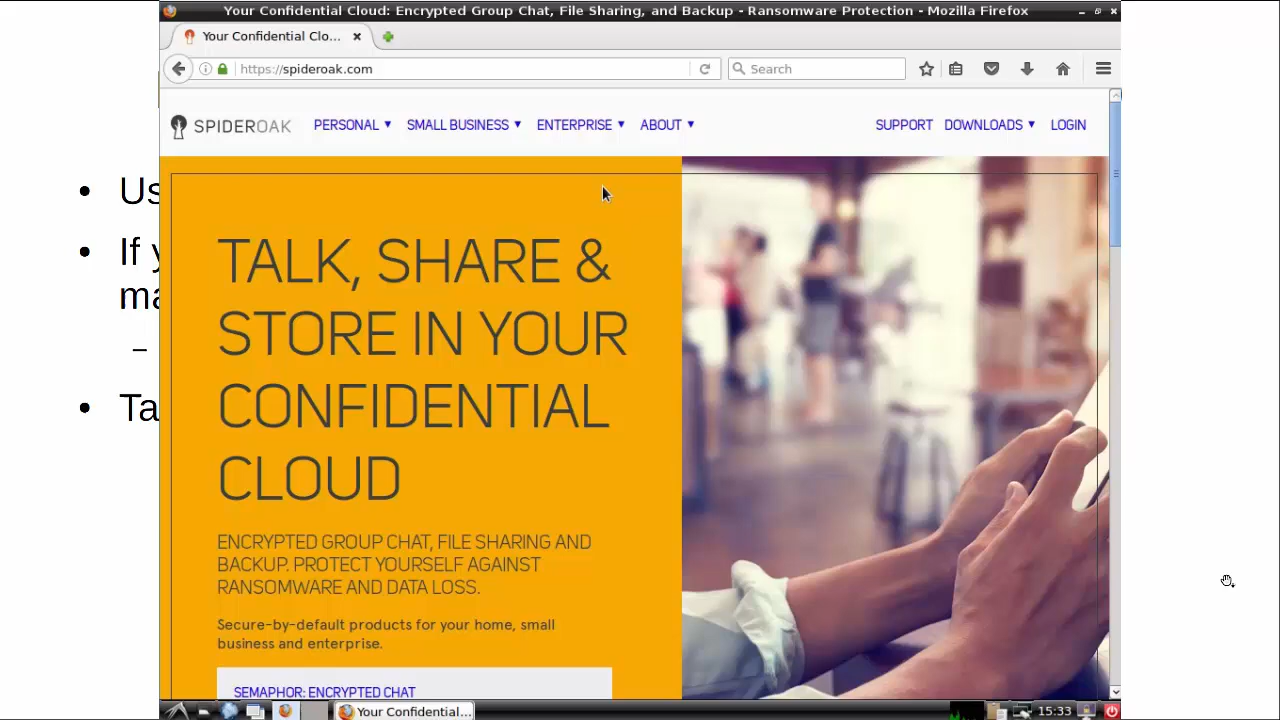 Your Confidential Cloud: Encrypted Group Chat, File Sharing, and Backup - Ransomware Protection - Mozilla Firefox
Your Confidential Clo...
https://spideroak.com
Search
SPIDEROAK
PERSONAL ▼ SMALL BUSINESS ▼ ENTERPRISE ▼ ABOUT ▼ SUPPORT DOWNLOADS ▼ LOGIN
• Us
• If y
ma
–
• Ta
TALK, SHARE &
STORE IN YOUR
CONFIDENTIAL
CLOUD
ENCRYPTED GROUP CHAT, FILE SHARING AND
BACKUP. PROTECT YOURSELF AGAINST
RANSOMWARE AND DATA LOSS.
Secure-by-default products for your home, small
business and enterprise.
SEMAPHOR: ENCRYPTED CHAT
Your Confidential...
15:33